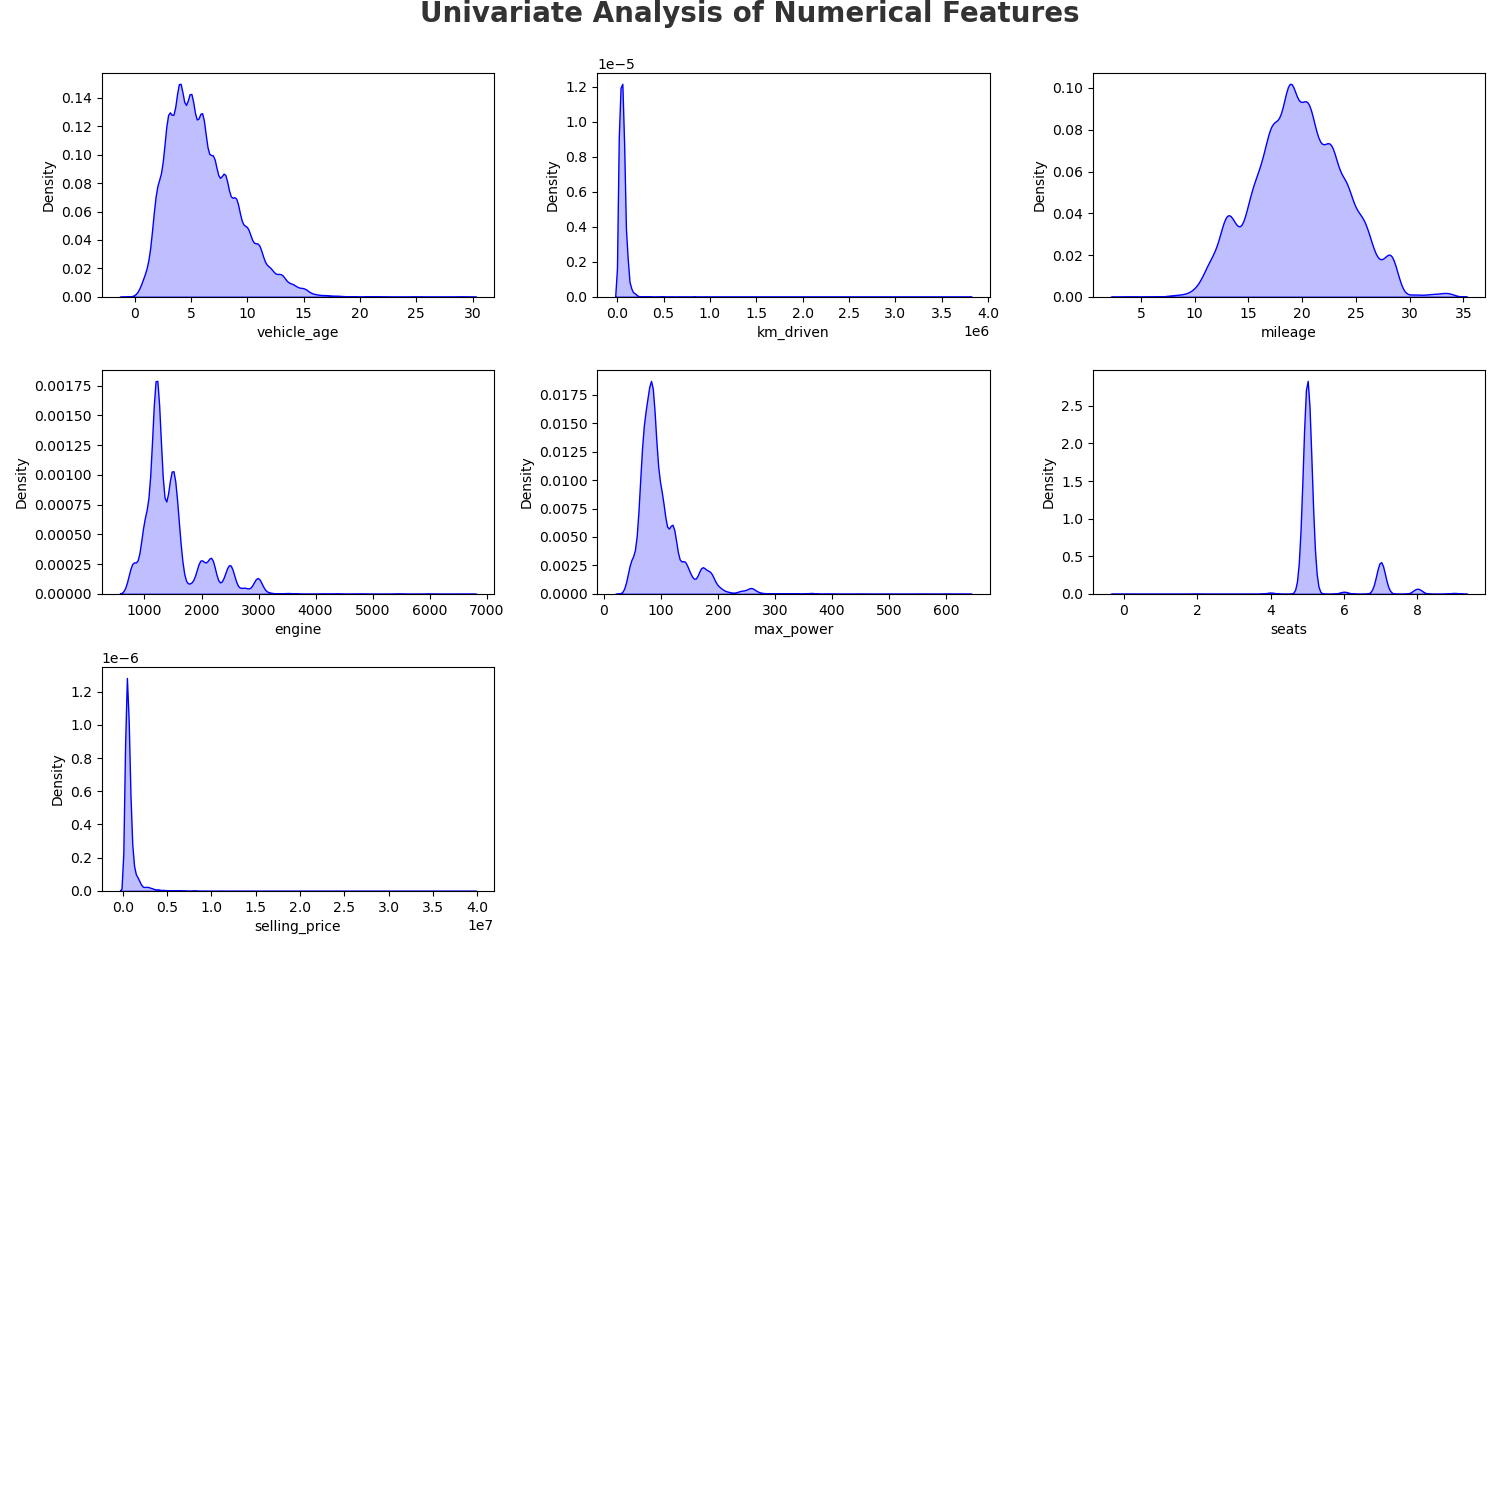 Univariate Analysis of Numerical Features
0.14
0.12
0.10
0.08
0.06
0.04
0.02
0.00
Density
0 5 10 15 20 25 30
vehicle_age
1e−5
1.2
1.0
0.8
0.6
0.4
0.2
0.0
Density
0.0 0.5 1.0 1.5 2.0 2.5 3.0 3.5 4.0
1e6
km_driven
0.10
0.08
0.06
0.04
0.02
0.00
Density
5 10 15 20 25 30 35
mileage
0.00175
0.00150
0.00125
0.00100
0.00075
0.00050
0.00025
0.00000
Density
1000 2000 3000 4000 5000 6000 7000
engine
0.0175
0.0150
0.0125
0.0100
0.0075
0.0050
0.0025
0.0000
Density
0 100 200 300 400 500 600
max_power
2.5
2.0
1.5
1.0
0.5
0.0
Density
0 2 4 6 8
seats
1e−6
1.2
1.0
0.8
0.6
0.4
0.2
0.0
Density
0.0 0.5 1.0 1.5 2.0 2.5 3.0 3.5 4.0
1e7
selling_price